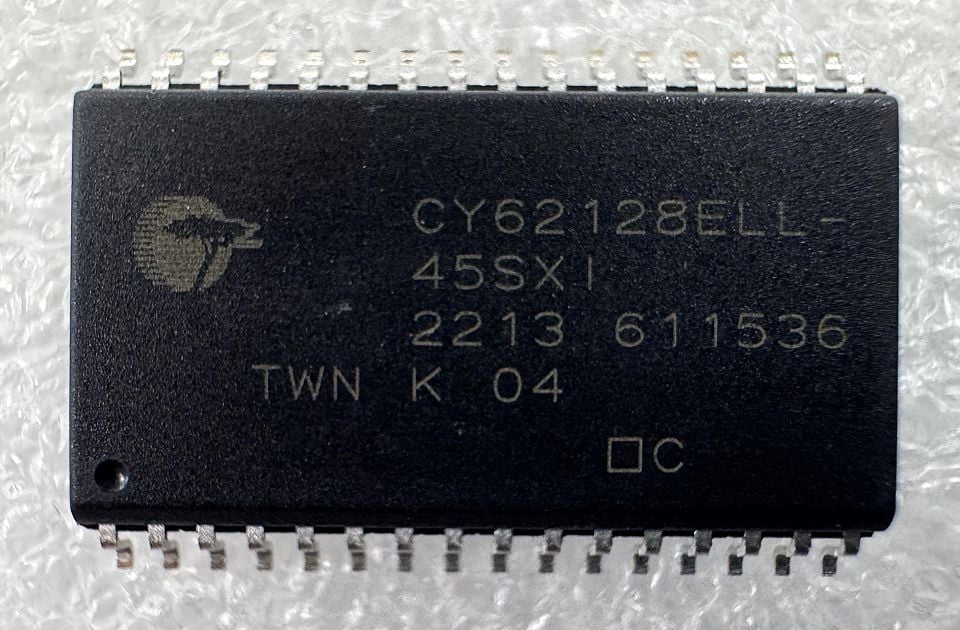 CY62128ELL-
45SXI
2213 611536
TWN K 04
□C